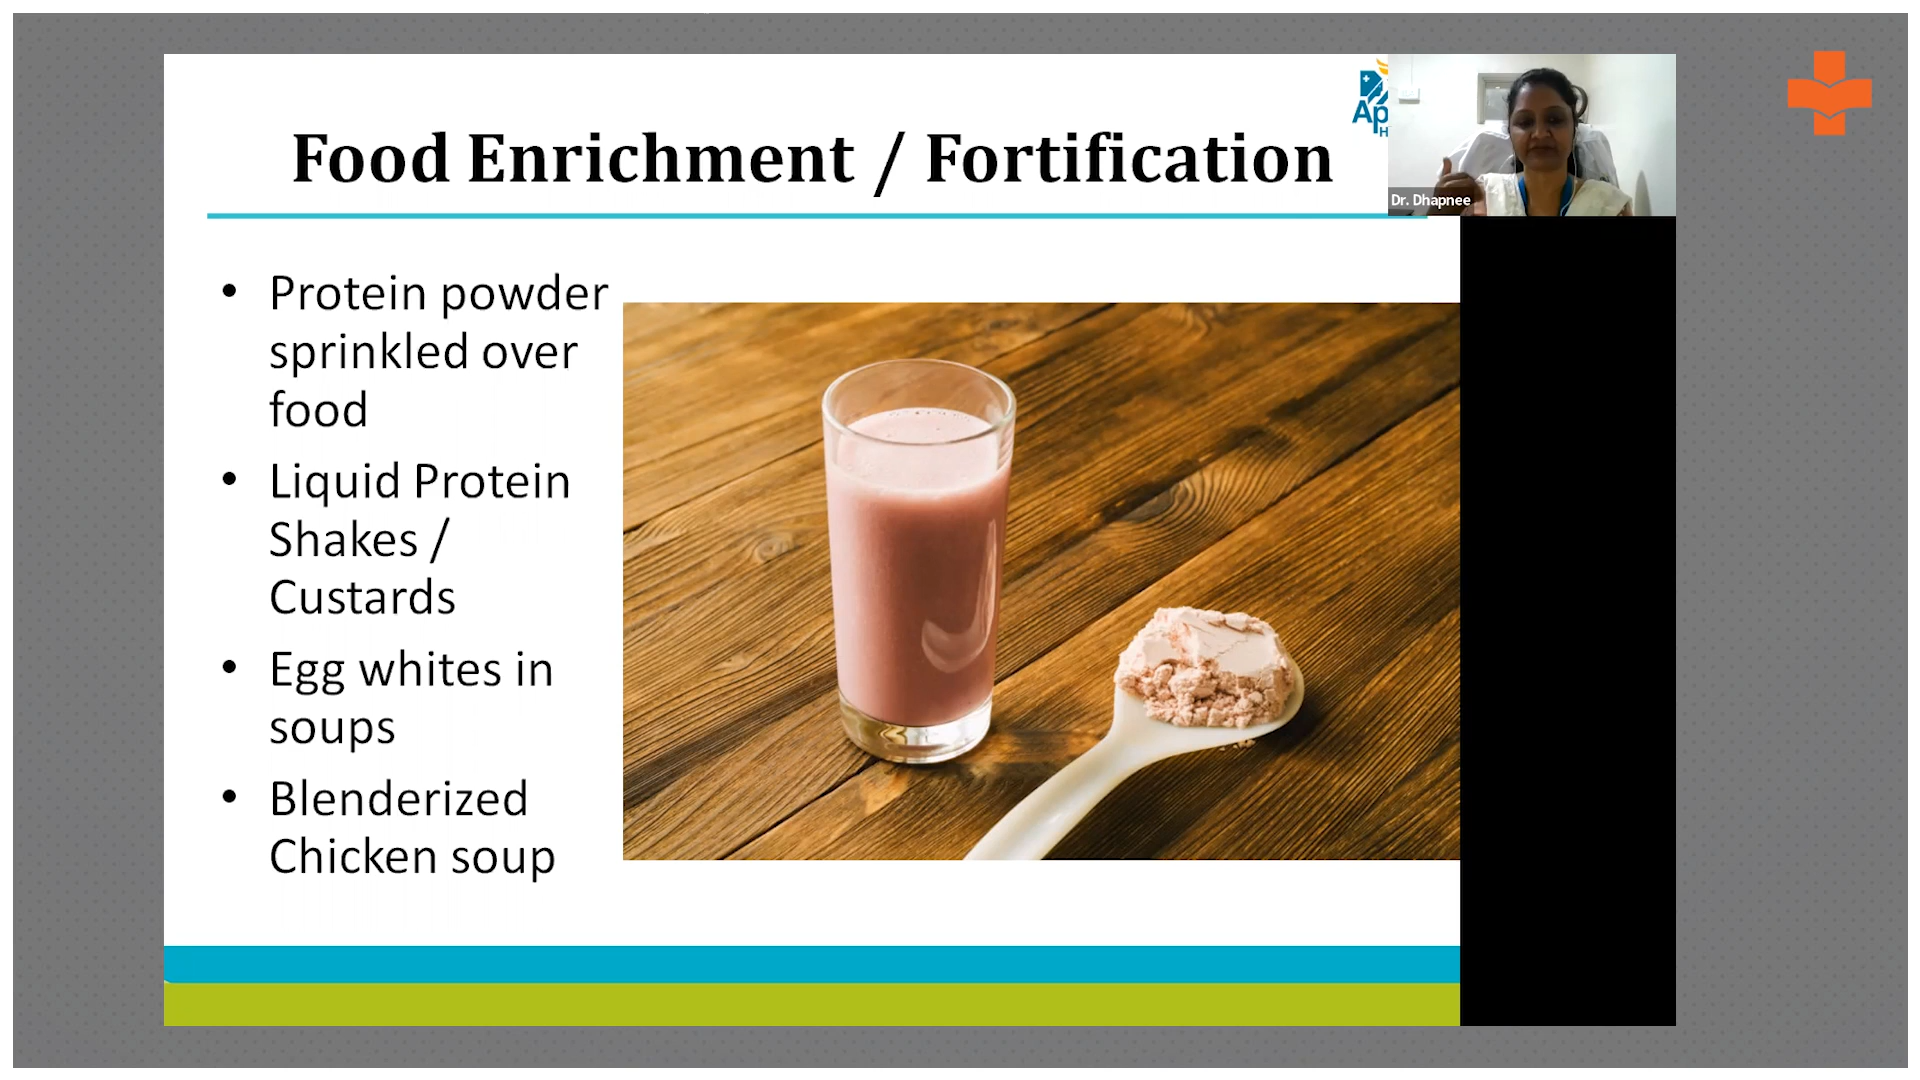 Food Enrichment / Fortification
Ap
H
Dr. Dhapnee
• Protein powder
sprinkled over
food
• Liquid Protein
Shakes /
Custards
• Egg whites in
soups
• Blenderized
Chicken soup